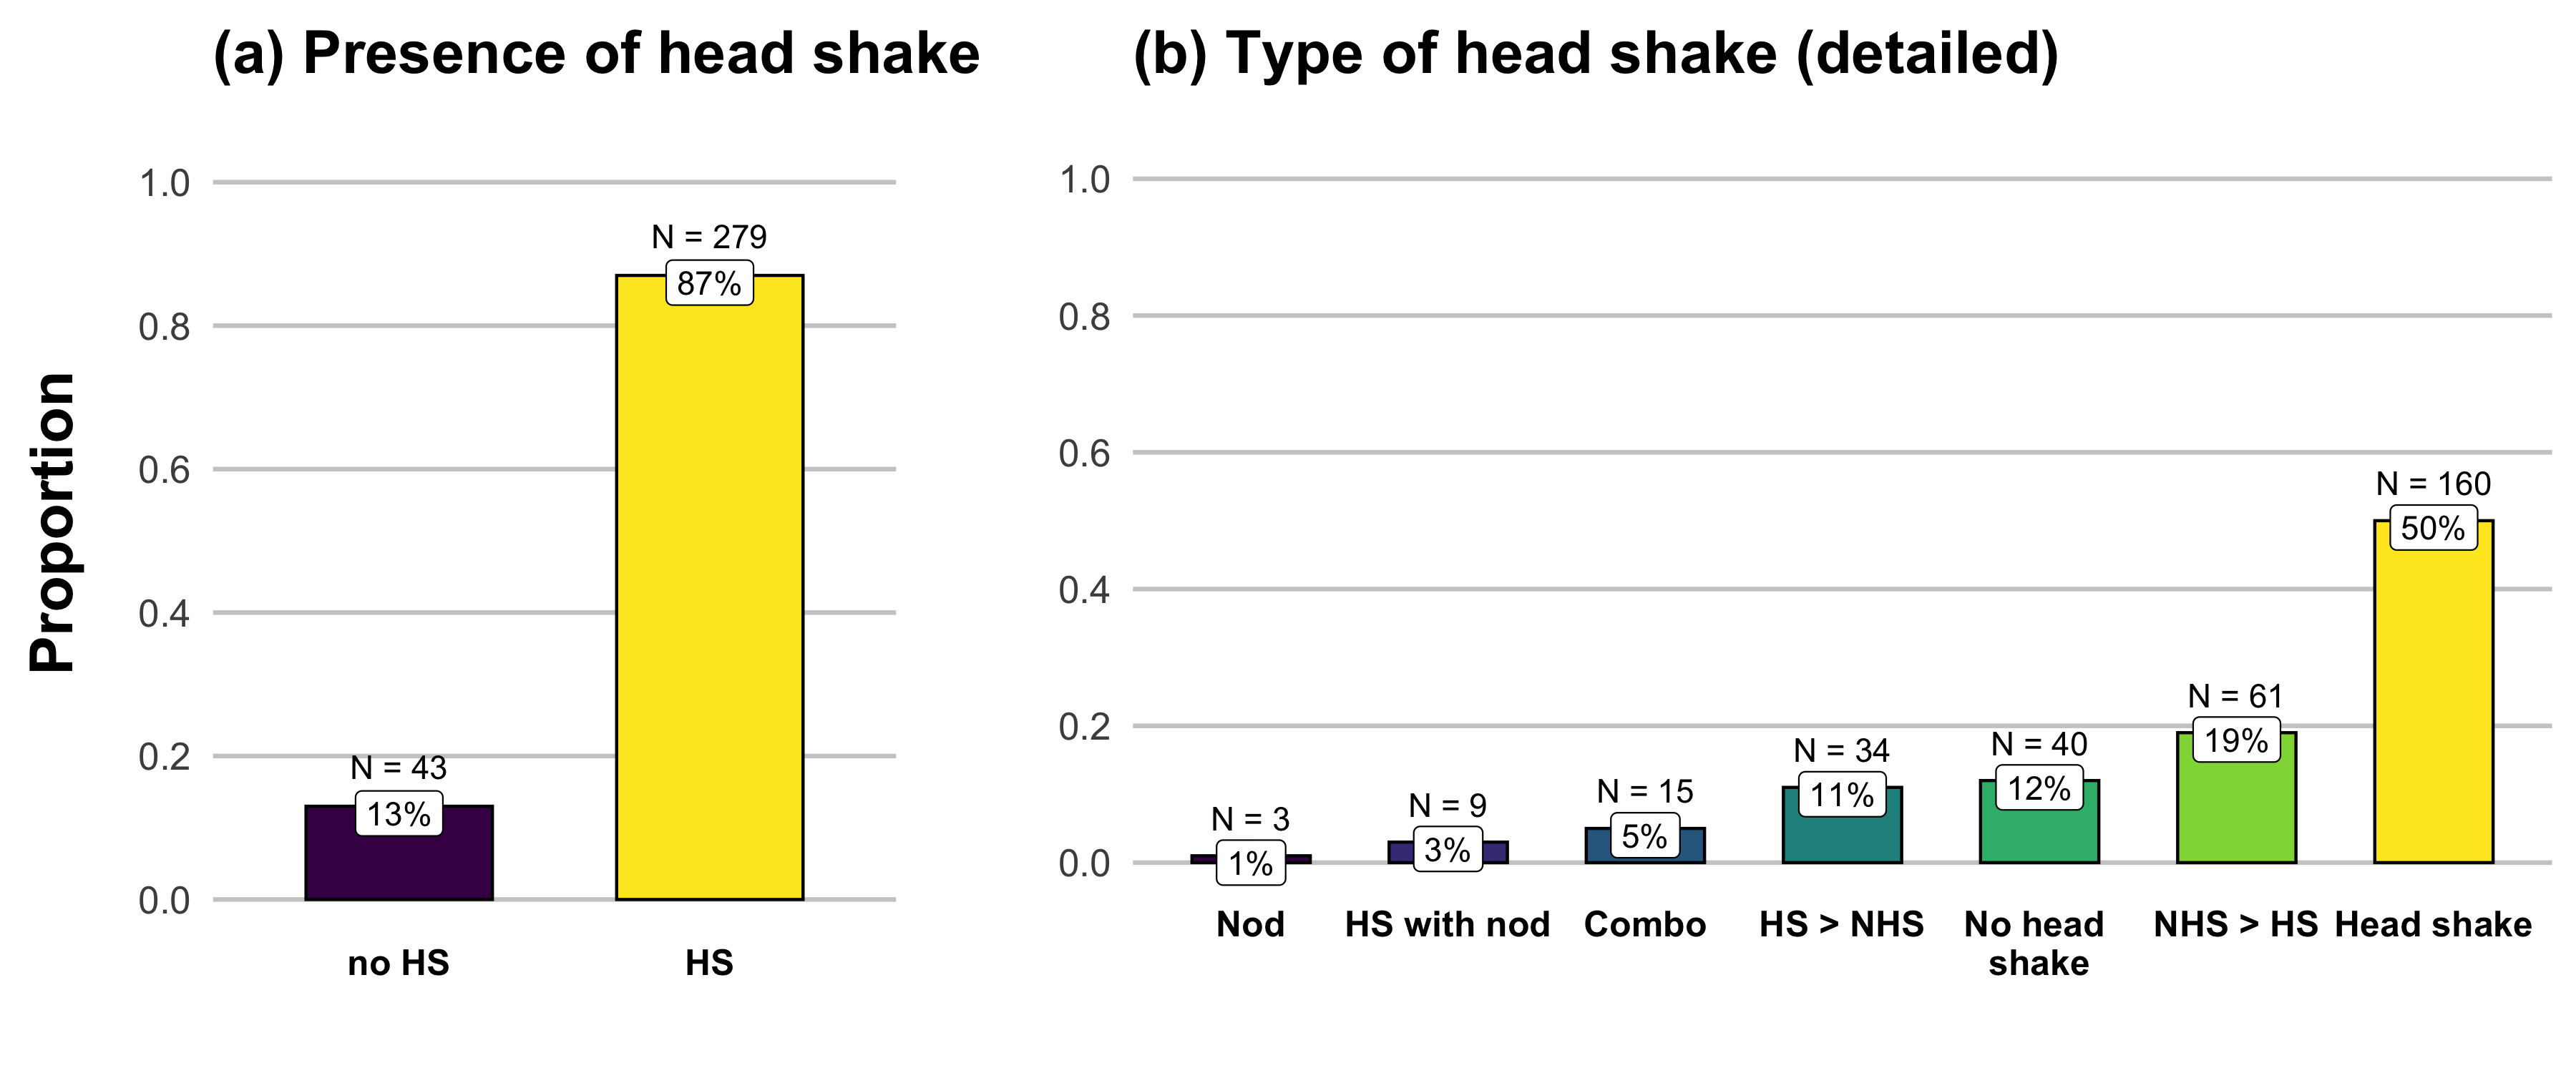 (a) Presence of head shake
Proportion
1.0
0.8
0.6
0.4
0.2
0.0
N = 43
13%
N = 279
87%
no HS
HS
(b) Type of head shake (detailed)
1.0
0.8
0.6
0.4
0.2
0.0
N = 3
1%
N = 9
3%
N = 15
5%
N = 34
11%
N = 40
12%
N = 61
19%
N = 160
50%
Nod
HS with nod
Combo
HS > NHS
No head
shake
NHS > HS
Head shake